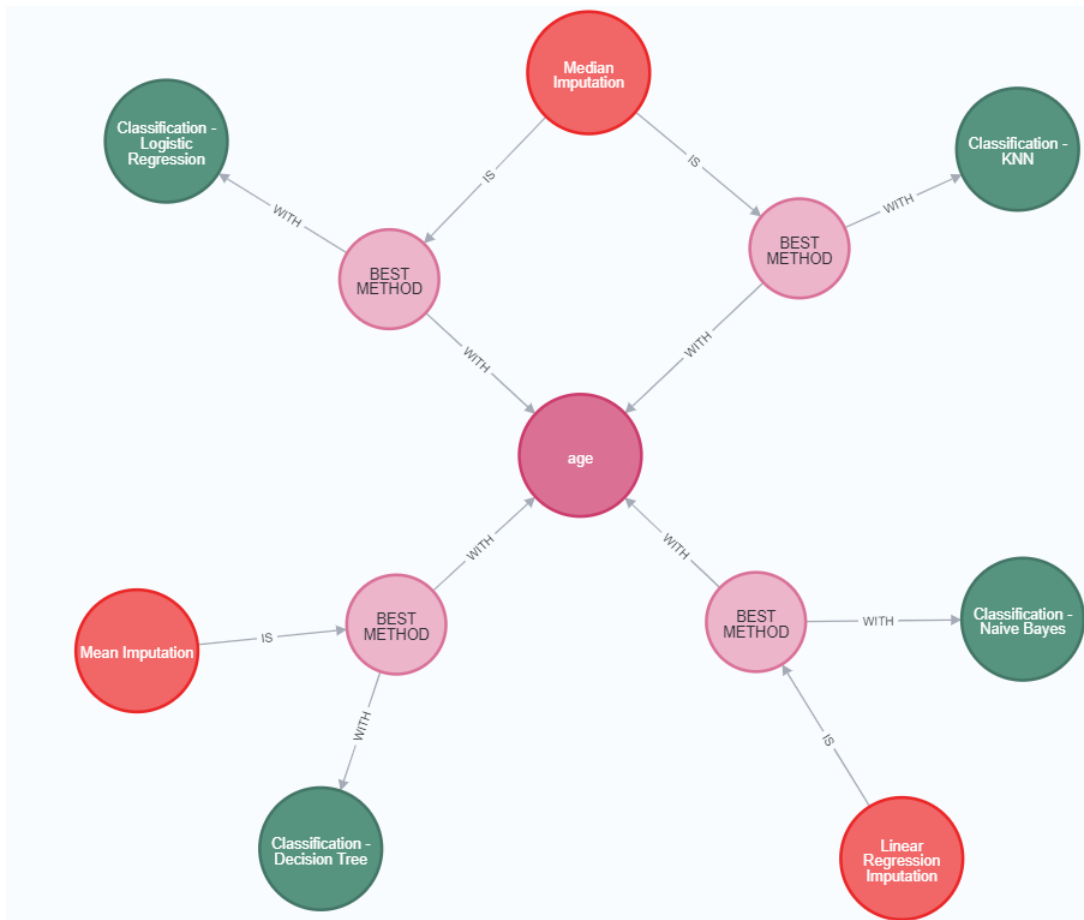 Median
Imputation
Classification -
Logistic
Regression
Classification -
KNN
IS
IS
WITH
WITH
BEST
METHOD
BEST
METHOD
WITH
WITH
age
WITH
WITH
BEST
METHOD
BEST
METHOD
Classification -
Naive Bayes
WITH
IS
Mean Imputation
WITH
IS
Classification -
Decision Tree
Linear
Regression
Imputation